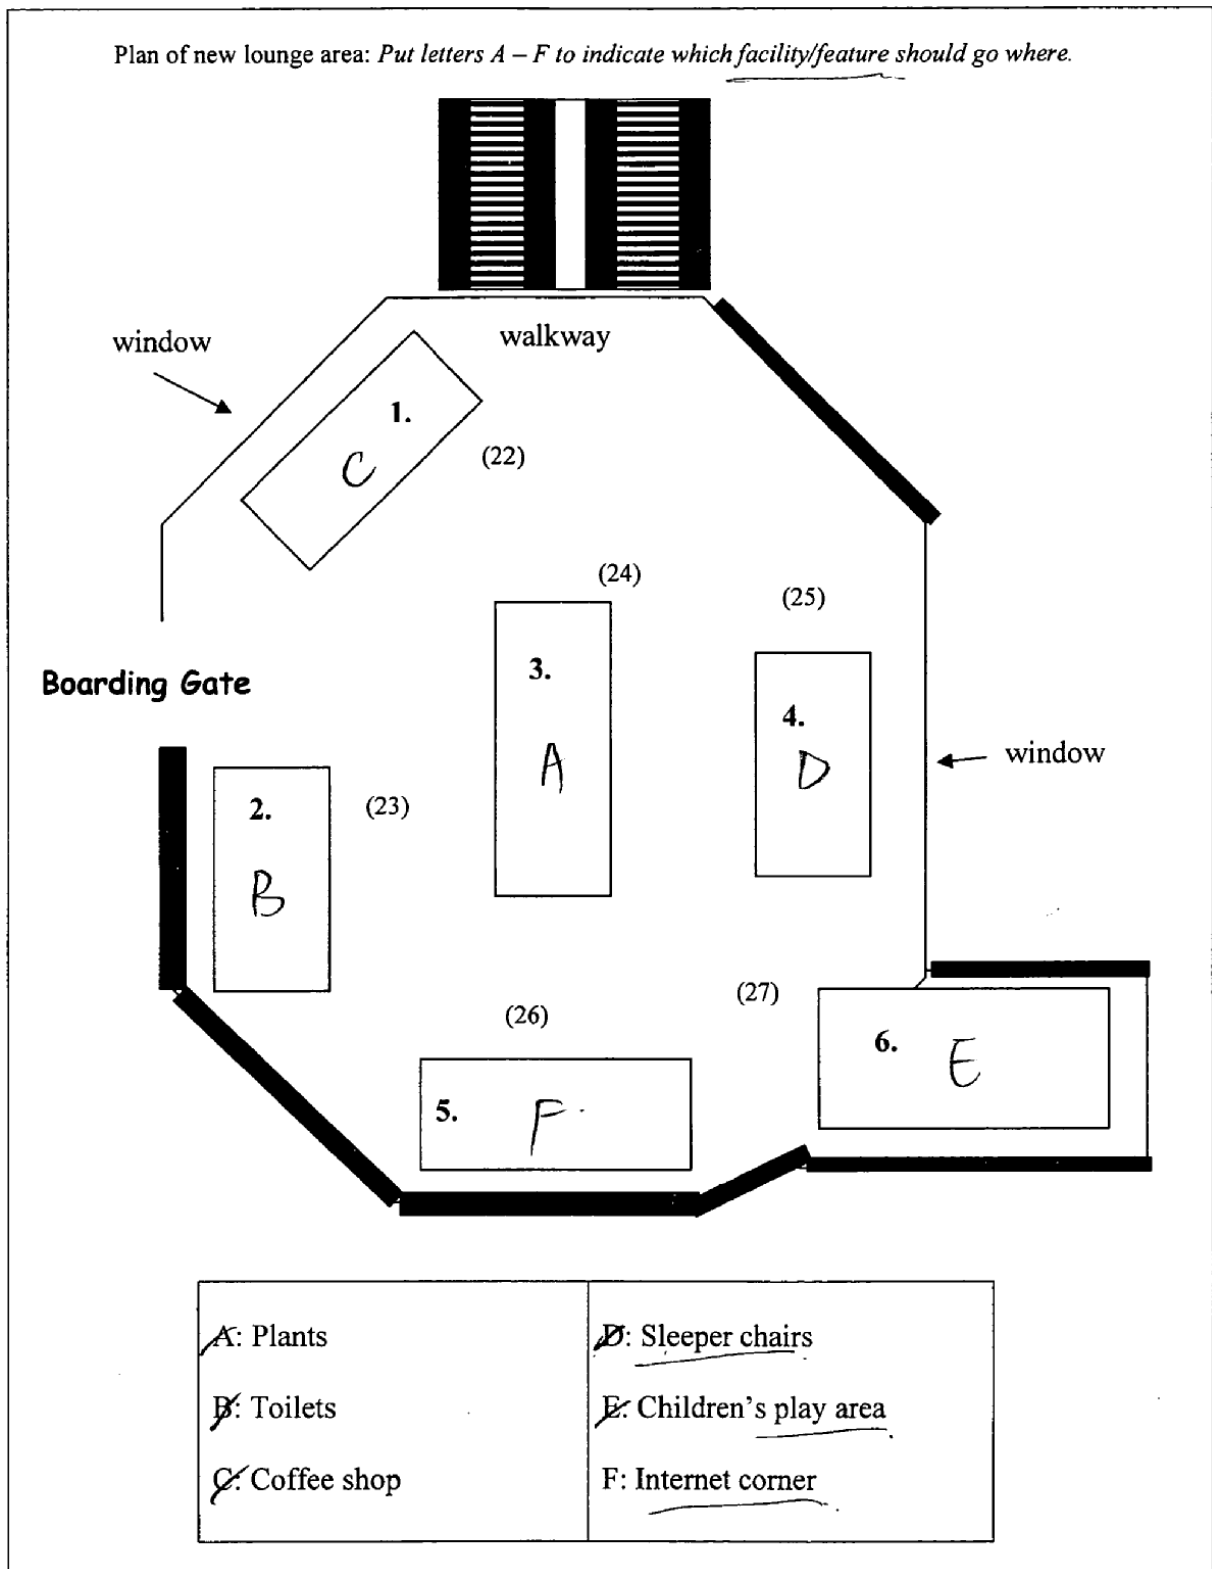 Plan of new lounge area: Put letters A – F to indicate which facility/feature should go where.
walkway
window
1.
C
(22)
(24)
(25)
3.
Boarding Gate
4.
A
D
window
2.
(23)
B
(27)
(26)
6.
E
5.
F
A: Plants
B: Toilets
C: Coffee shop
D: Sleeper chairs
E: Children's play area
F: Internet corner